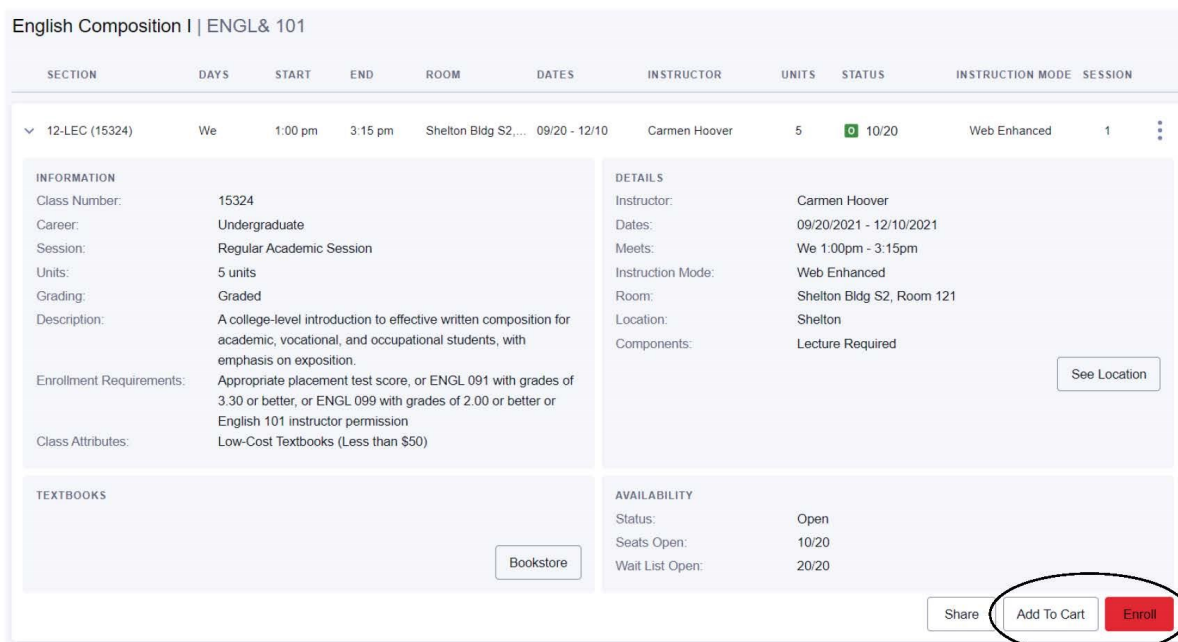 English Composition I | ENGL& 101
SECTION DAYS START END ROOM DATES INSTRUCTOR UNITS STATUS INSTRUCTION MODE SESSION
12-LEC (15324) We 1:00 pm 3:15 pm Shelton Bldg S2,... 09/20 - 12/10 Carmen Hoover 5 O 10/20 Web Enhanced 1
INFORMATION
Class Number: 15324
Career: Undergraduate
Session: Regular Academic Session
Units: 5 units
Grading: Graded
Description: A college-level introduction to effective written composition for
academic, vocational, and occupational students, with
emphasis on exposition.
Enrollment Requirements: Appropriate placement test score, or ENGL 091 with grades of
3.30 or better, or ENGL 099 with grades of 2.00 or better or
English 101 instructor permission
Class Attributes: Low-Cost Textbooks (Less than $50)
DETAILS
Instructor: Carmen Hoover
Dates: 09/20/2021 - 12/10/2021
Meets: We 1:00pm - 3:15pm
Instruction Mode: Web Enhanced
Room: Shelton Bldg S2, Room 121
Location: Shelton
Components: Lecture Required
See Location
TEXTBOOKS
Bookstore
AVAILABILITY
Status: Open
Seats Open: 10/20
Wait List Open: 20/20
Share Add To Cart Enroll